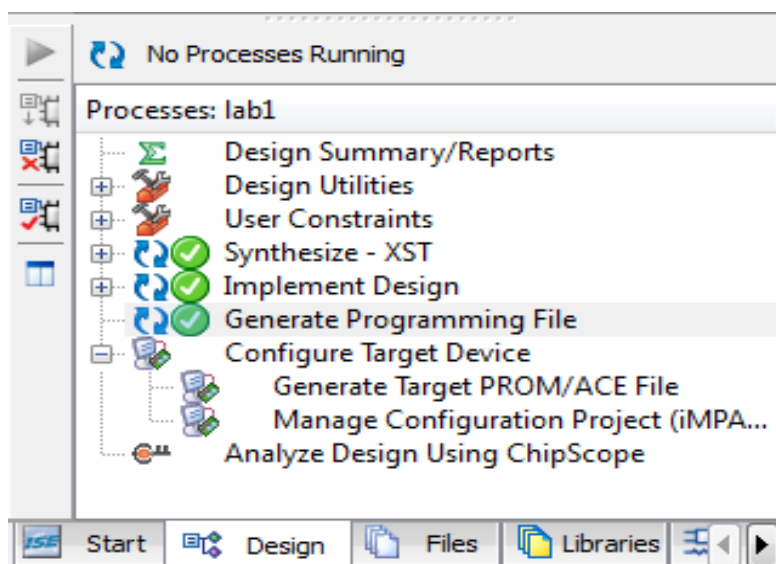 No Processes Running
Processes: lab1
Design Summary/Reports
Design Utilities
User Constraints
Synthesize - XST
Implement Design
Generate Programming File
Configure Target Device
Generate Target PROM/ACE File
Manage Configuration Project (iMPA...
Analyze Design Using ChipScope
ISE Start Design Files Libraries